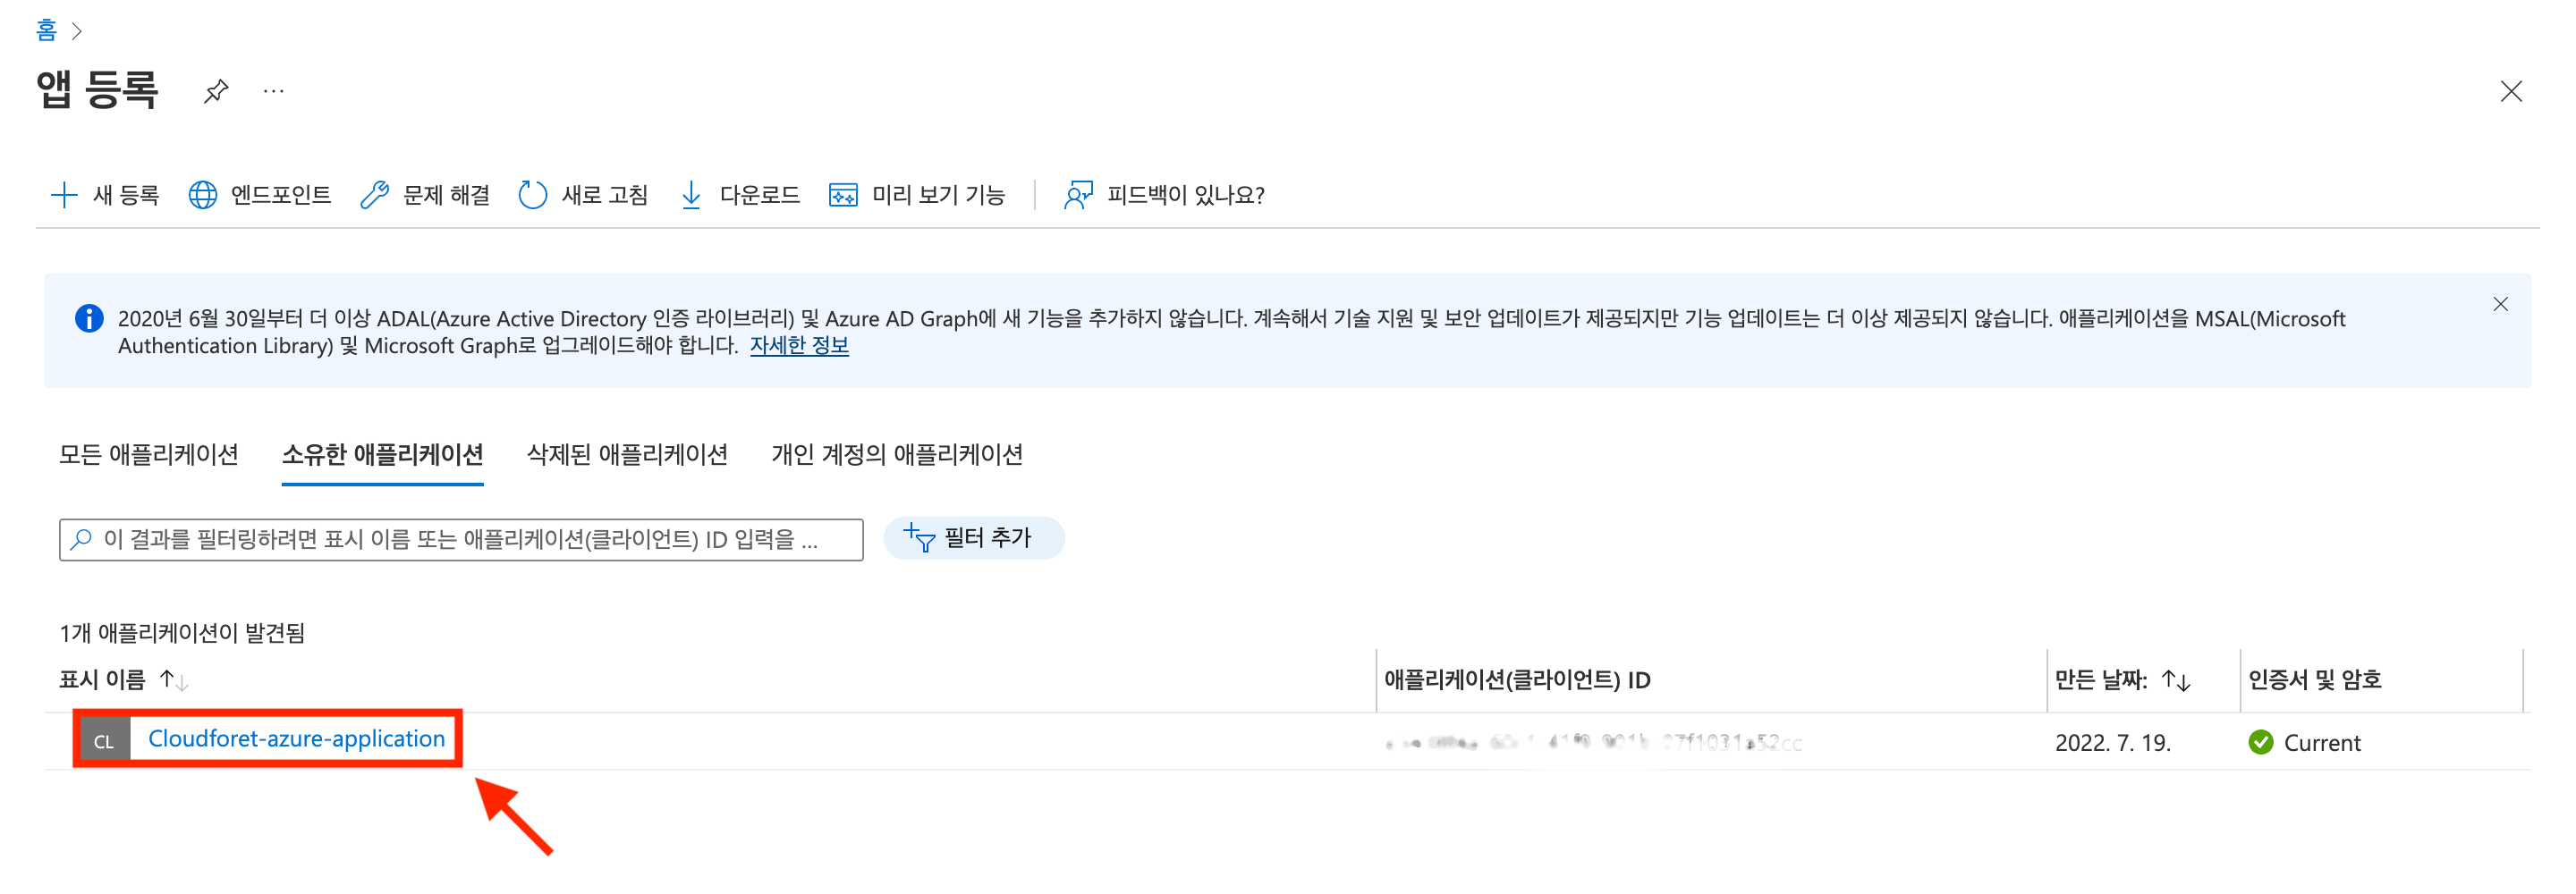 홈
앱 등록
새 등록 엔드포인트 문제 해결 새로 고침 다운로드 미리 보기 기능 피드백이 있나요?
2020년 6월 30일부터 더 이상 ADAL(Azure Active Directory 인증 라이브러리) 및 Azure AD Graph에 새 기능을 추가하지 않습니다. 계속해서 기술 지원 및 보안 업데이트가 제공되지만 기능 업데이트는 더 이상 제공되지 않습니다. 애플리케이션을 MSAL(Microsoft
Authentication Library) 및 Microsoft Graph로 업그레이드해야 합니다. 자세한 정보
모든 애플리케이션 소유한 애플리케이션 삭제된 애플리케이션 개인 계정의 애플리케이션
이 결과를 필터링하려면 표시 이름 또는 애플리케이션(클라이언트) ID 입력을 ... 필터 추가
1개 애플리케이션이 발견됨
표시 이름 애플리케이션(클라이언트) ID 만든 날짜: 인증서 및 암호
CL Cloudforet-azure-application 2022. 7. 19. Current